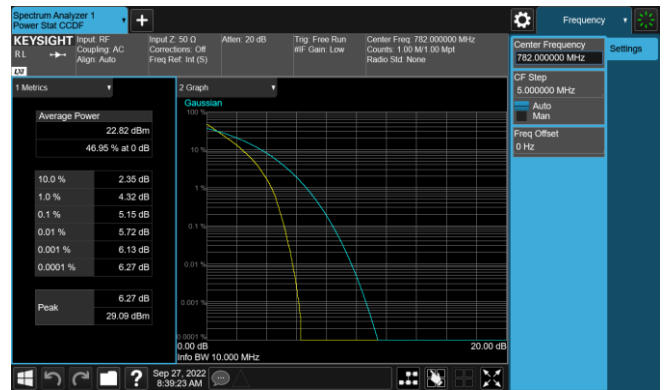 Spectrum Analyzer 1
Power Stat CCDF
Frequency
KEYSIGHT
RL
Input: RF
Coupling: AC
Align: Auto
Input Z: 50 Ω
Corrections: Off
Freq Ref: Int (S)
Atten: 20 dB
Trig: Free Run
#IF Gain: Low
Center Freq: 782.000000 MHz
Counts: 1.00 M/1.00 Mpt
Radio Std: None
1 Metrics
Average Power
22.82 dBm
46.95 % at 0 dB
10.0 % 2.35 dB
1.0 % 4.32 dB
0.1 % 5.15 dB
0.01 % 5.72 dB
0.001 % 6.13 dB
0.0001 % 6.27 dB
Peak
6.27 dB
29.09 dBm
2 Graph
Gaussian
100 %
10 %
1 %
0.1 %
0.01 %
0.001 %
0.0001 %
0.00 dB
20.00 dB
Info BW 10.000 MHz
Center Frequency
782.000000 MHz
Settings
CF Step
5.000000 MHz
Auto
Man
Freq Offset
0 Hz
Sep 27, 2022
8:39:23 AM